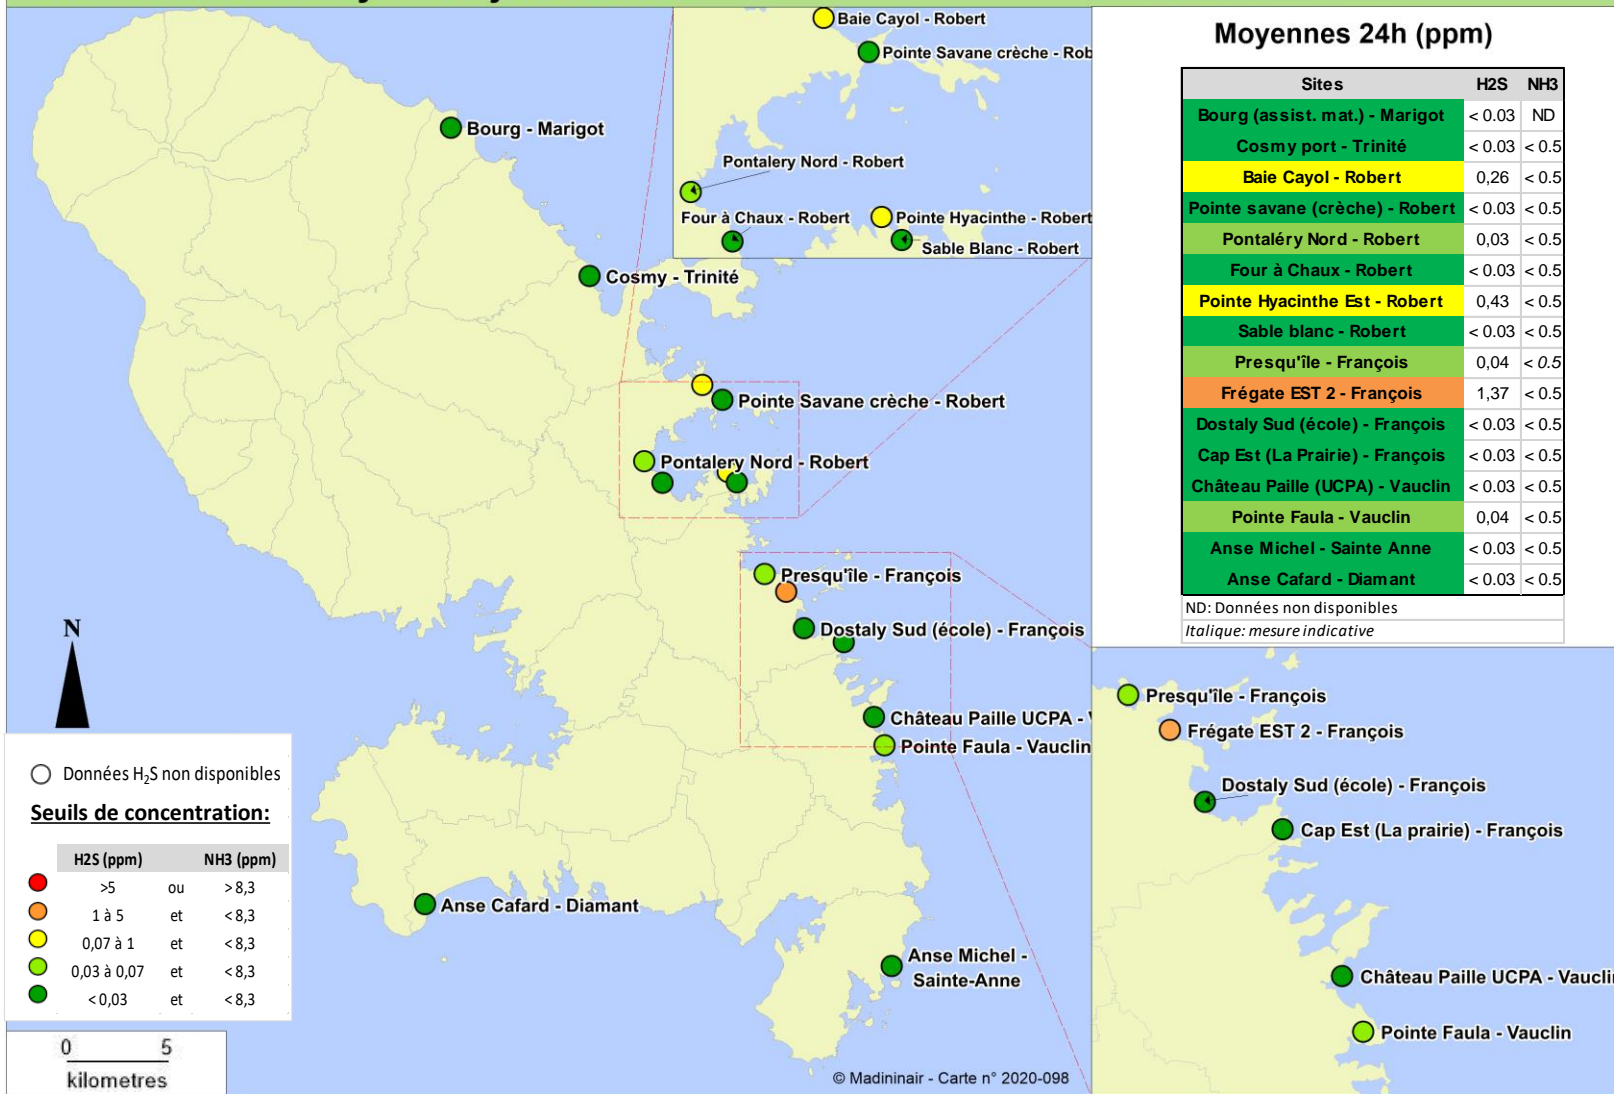 Baie Cayol - Robert
Pointe Savane crèche - Rob
Pontalery Nord - Robert
Four à Chaux - Robert
Pointe Hyacinthe - Robert
Sable Blanc - Robert
Bourg - Marigot
Cosmy - Trinité
Pointe Savane crèche - Robert
Pontalery Nord - Robert
Presqu'île - François
Dostaly Sud (école) - François
Château Paille UCPA - V
Pointe Faula - Vauclin
Anse Cafard - Diamant
Anse Michel -
Sainte-Anne
Moyennes 24h (ppm)
Sites H2S NH3
Bourg (assist. mat.) - Marigot < 0.03 ND
Cosmy port - Trinité < 0.03 < 0.5
Baie Cayol - Robert 0,26 < 0.5
Pointe savane (crèche) - Robert < 0.03 < 0.5
Pontaléry Nord - Robert 0,03 < 0.5
Four à Chaux - Robert < 0.03 < 0.5
Pointe Hyacinthe Est - Robert 0,43 < 0.5
Sable blanc - Robert < 0.03 < 0.5
Presqu'île - François 0,04 < 0.5
Frégate EST 2 - François 1,37 < 0.5
Dostaly Sud (école) - François < 0.03 < 0.5
Cap Est (La Prairie) - François < 0.03 < 0.5
Château Paille (UCPA) - Vauclin < 0.03 < 0.5
Pointe Faula - Vauclin 0,04 < 0.5
Anse Michel - Sainte Anne < 0.03 < 0.5
Anse Cafard - Diamant < 0.03 < 0.5
ND: Données non disponibles
Italique: mesure indicative
Presqu'île - François
Frégate EST 2 - François
Dostaly Sud (école) - François
Cap Est (La prairie) - François
Château Paille UCPA - Vauclin
Pointe Faula - Vauclin
N
Données H₂S non disponibles
Seuils de concentration:
H2S (ppm) NH3 (ppm)
>5 ou > 8,3
1 à 5 et < 8,3
0,07 à 1 et < 8,3
0,03 à 0,07 et < 8,3
< 0,03 et < 8,3
0 5
kilometres
© Madininair - Carte n° 2020-098